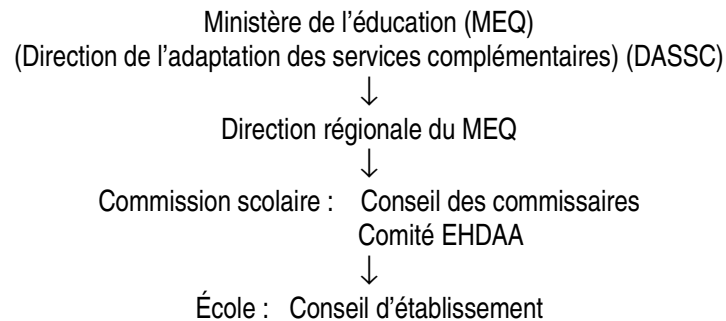 Ministère de l’éducation (MEQ)
(Direction de l’adaptation des services complémentaires) (DASSC)
↓
Direction régionale du MEQ
↓
Commission scolaire : Conseil des commissaires
Comité EHDAA
↓
École : Conseil d’établissement